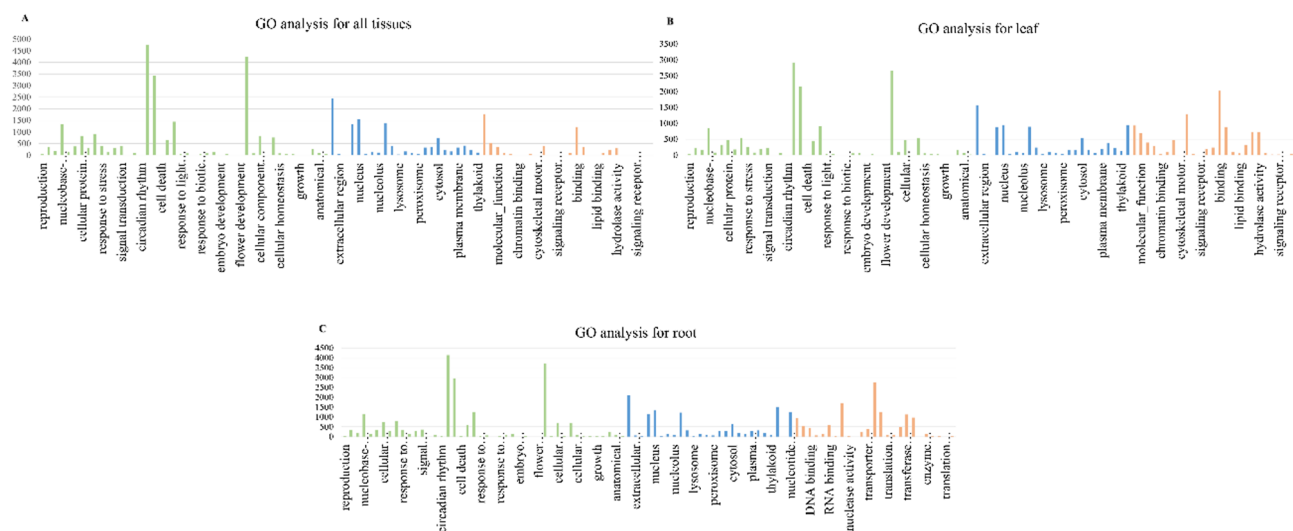 A
GO analysis for all tissues
5000
4500
4000
3500
3000
2500
2000
1500
1000
500
0
reproduction
nucleobase-…
cellular protein…
response to stress
signal transduction
circadian rhythm
cell death
response to light…
response to biotic…
embryo development
flower development
cellular component…
cellular homeostasis
growth
anatomical…
extracellular region
nucleus
nucleolus
lysosome
peroxisome
cytosol
plasma membrane
thylakoid
molecular_function
chromatin binding
cytoskeletal motor…
signaling receptor…
binding
lipid binding
hydrolase activity
signaling receptor…
B
GO analysis for leaf
3500
3000
2500
2000
1500
1000
500
0
reproduction
nucleobase-…
cellular protein…
response to stress
signal transduction
circadian rhythm
cell death
response to light…
response to biotic…
embryo development
flower development
cellular…
cellular homeostasis…
growth
anatomical…
extracellular region
nucleus
nucleolus
lysosome
peroxisome
cytosol
plasma membrane
thylakoid
molecular_function
chromatin binding
cytoskeletal motor…
signaling receptor…
binding
lipid binding
hydrolase activity
signaling receptor…
C
GO analysis for root
4500
4000
3500
3000
2500
2000
1500
1000
500
0
reproduction
nucleobase-…
cellular…
response to…
signal…
circadian rhythm
cell death
response to…
response to…
embryo…
flower…
cellular…
cellular…
growth
anatomical…
extracellular…
nucleus
nucleolus
lysosome
peroxisome
cytosol
plasma…
thylakoid
nucleotide…
DNA binding
RNA binding
nuclease activity
transporter…
translation…
transferase…
enzyme…
translation…